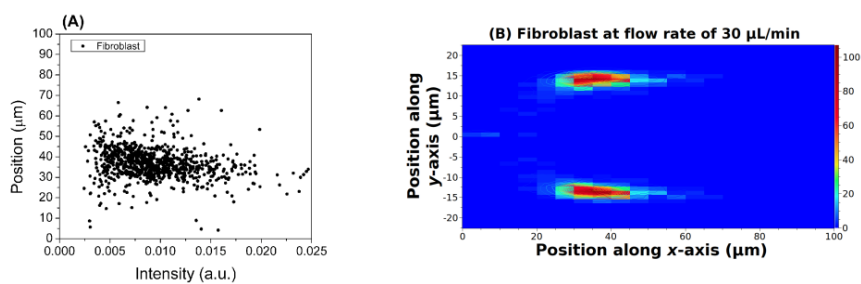 (A)
100
90
80
70
60
50
40
30
20
10
0
Position (μm)
Fibroblast
0.000 0.005 0.010 0.015 0.020 0.025
Intensity (a.u.)
(B) Fibroblast at flow rate of 30 μL/min
20
15
10
5
0
-5
-10
-15
-20
Position along
y-axis (μm)
0 20 40 60 80 100
Position along x-axis (μm)
100
80
60
40
20
0